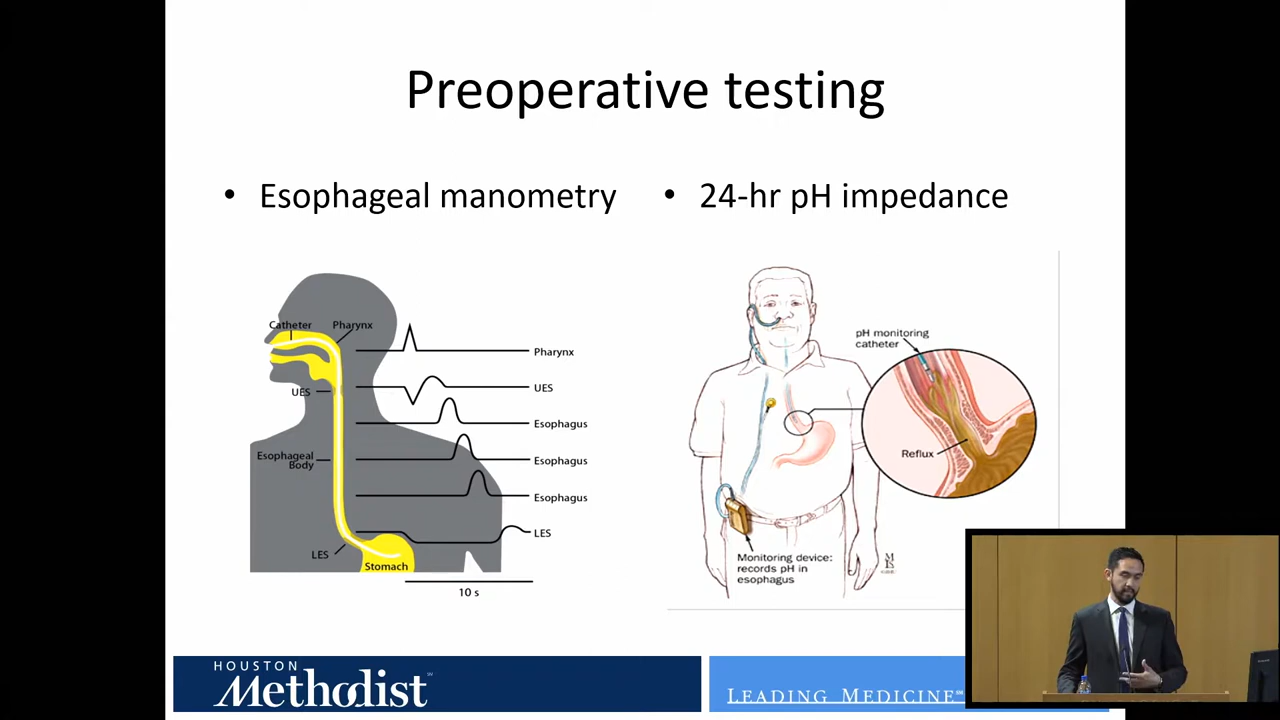 Preoperative testing
• Esophageal manometry
• 24-hr pH impedance
Catheter
Pharynx
Pharynx
UES
UES
Esophagus
Esophageal
Body
Esophagus
Esophagus
LES
LES
Stomach
10 s
pH monitoring
catheter
Reflux
Monitoring device:
records pH in
esophagus
HOUSTON
Methodist
LEADING MEDICINE